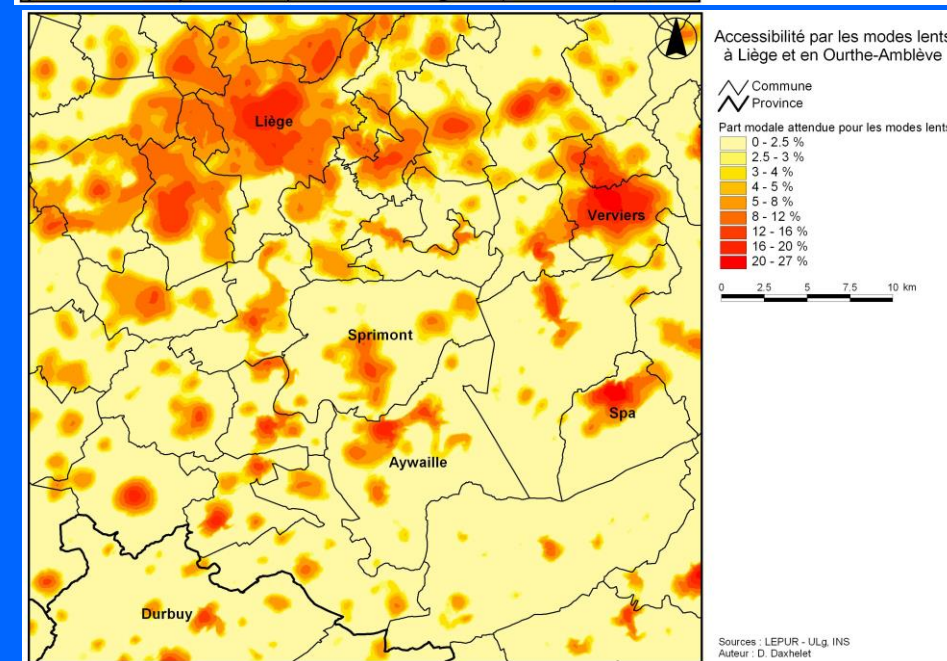 Accessibilité par les modes lents
à Liège et en Ourthe-Amblève
Commune
Province
Part modale attendue pour les modes lents
0 - 2.5 %
2.5 - 3 %
3 - 4 %
4 - 5 %
5 - 8 %
8 - 12 %
12 - 16 %
16 - 20 %
20 - 27 %
0 2.5 5 7.5 10 km
Liège
Verviers
Sprimont
Spa
Aywaille
Durbuy
Sources : LEPUR - ULg, INS
Auteur : D. Daxhelet